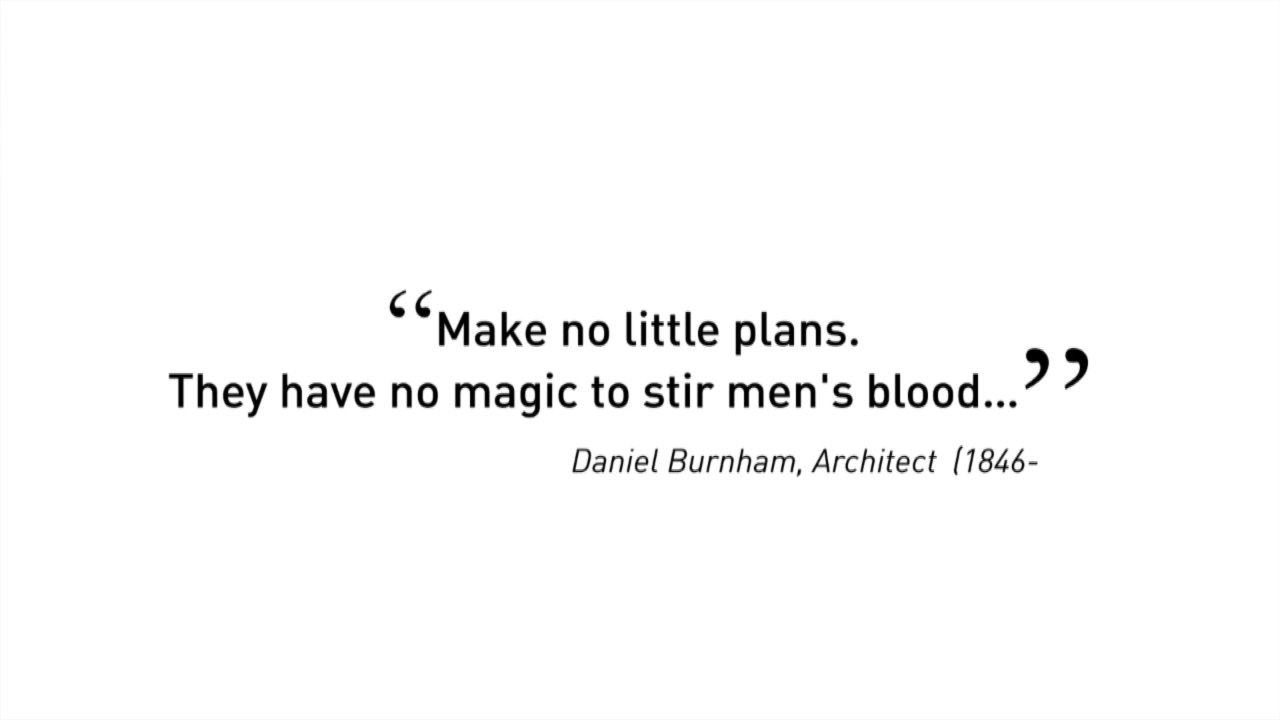 “Make no little plans.
They have no magic to stir men's blood...”
Daniel Burnham, Architect (1846-